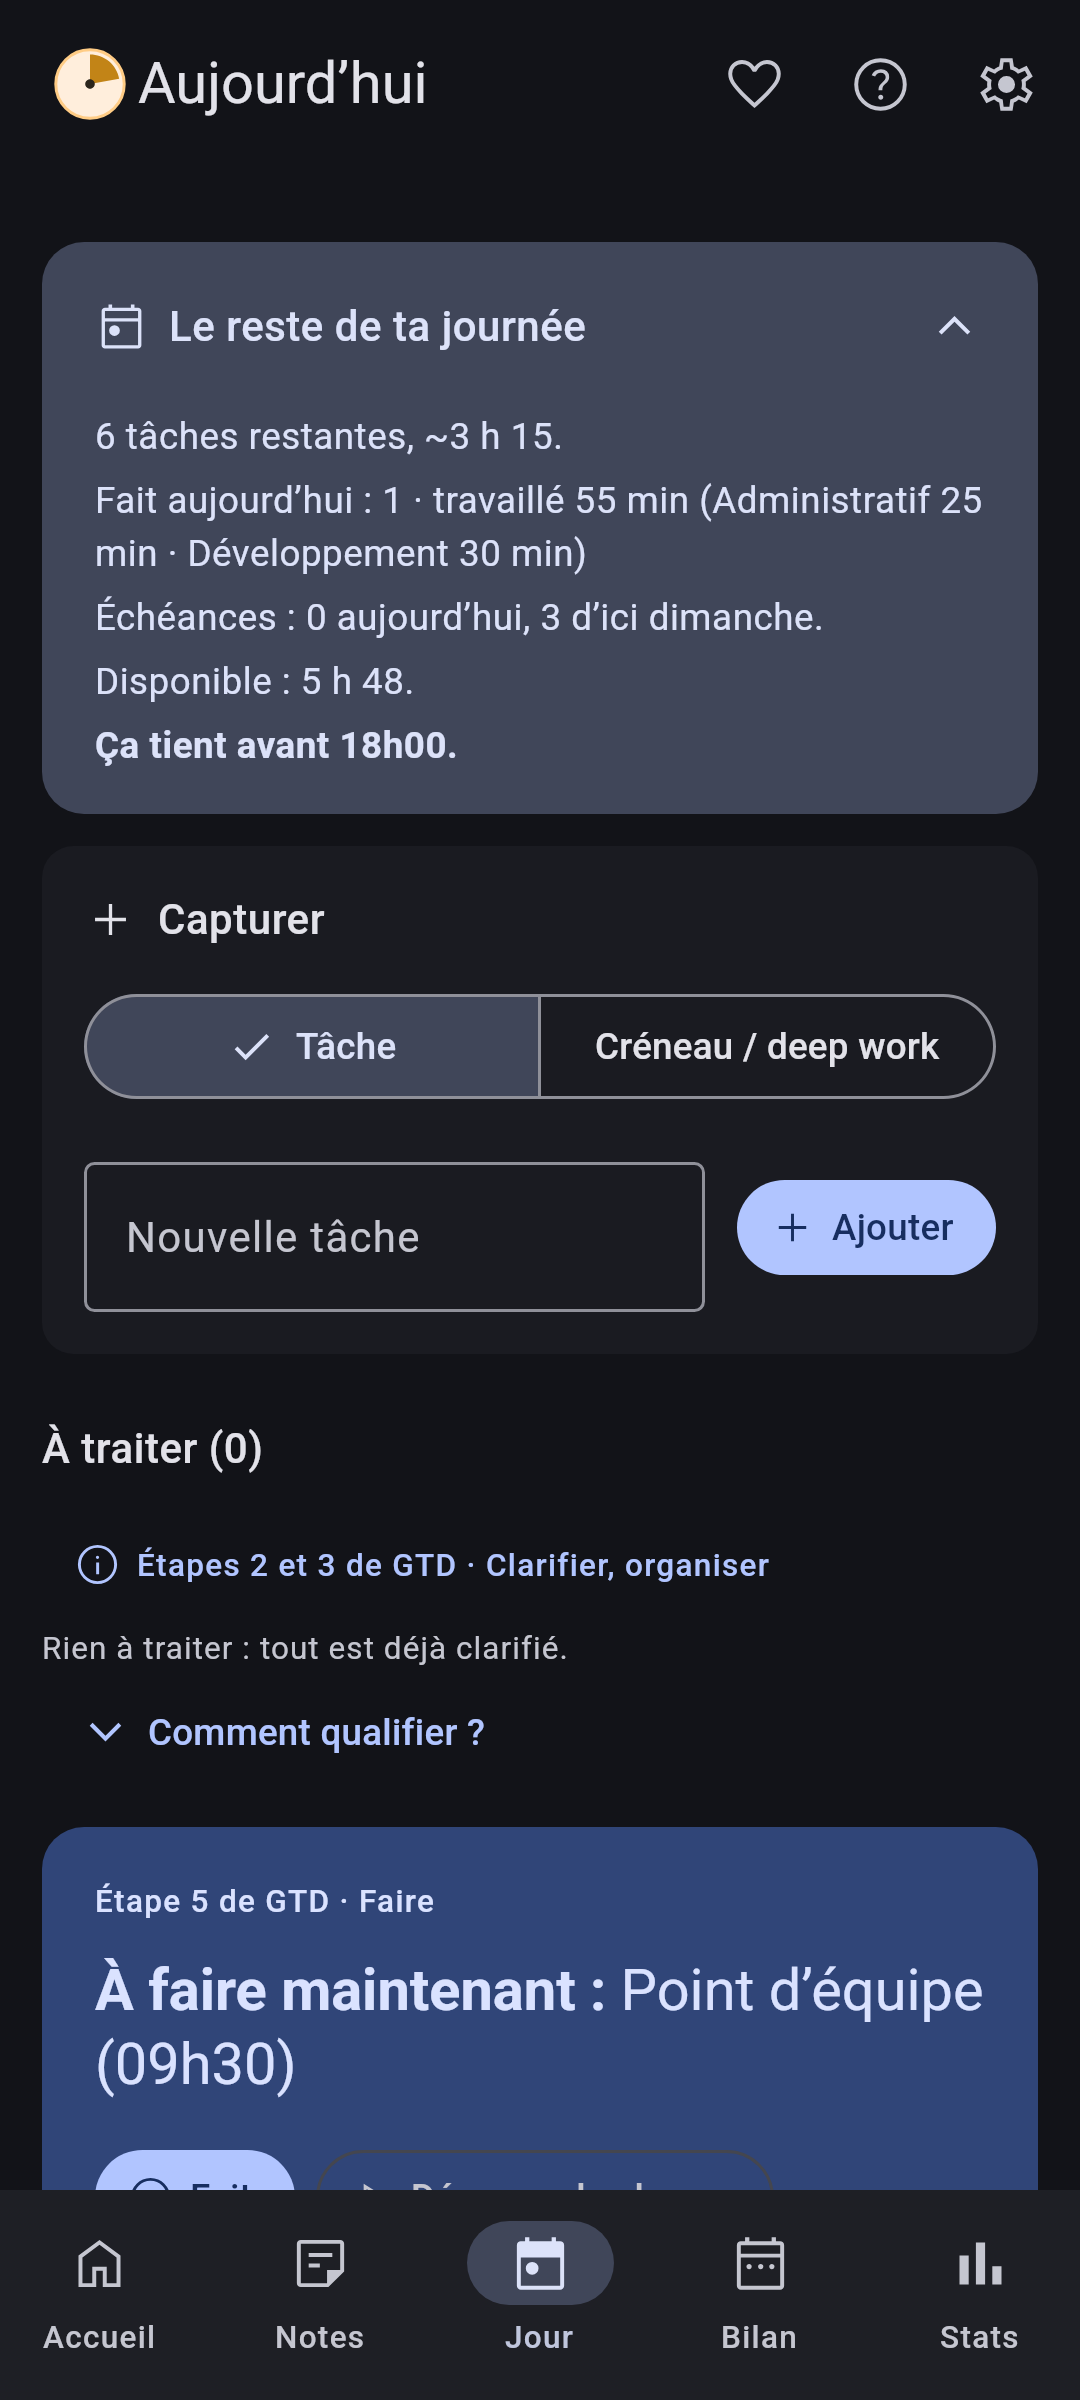 Aujourd’hui
Le reste de ta journée
6 tâches restantes, ~3 h 15.
Fait aujourd’hui : 1 · travaillé 55 min (Administratif 25
min · Développement 30 min)
Échéances : 0 aujourd’hui, 3 d’ici dimanche.
Disponible : 5 h 48.
Ça tient avant 18h00.
Capturer
Tâche
Créneau / deep work
Nouvelle tâche
Ajouter
À traiter (0)
Étapes 2 et 3 de GTD · Clarifier, organiser
Rien à traiter : tout est déjà clarifié.
Comment qualifier ?
Étape 5 de GTD · Faire
À faire maintenant : Point d’équipe
(09h30)
Fait
Accueil
Notes
Jour
Bilan
Stats